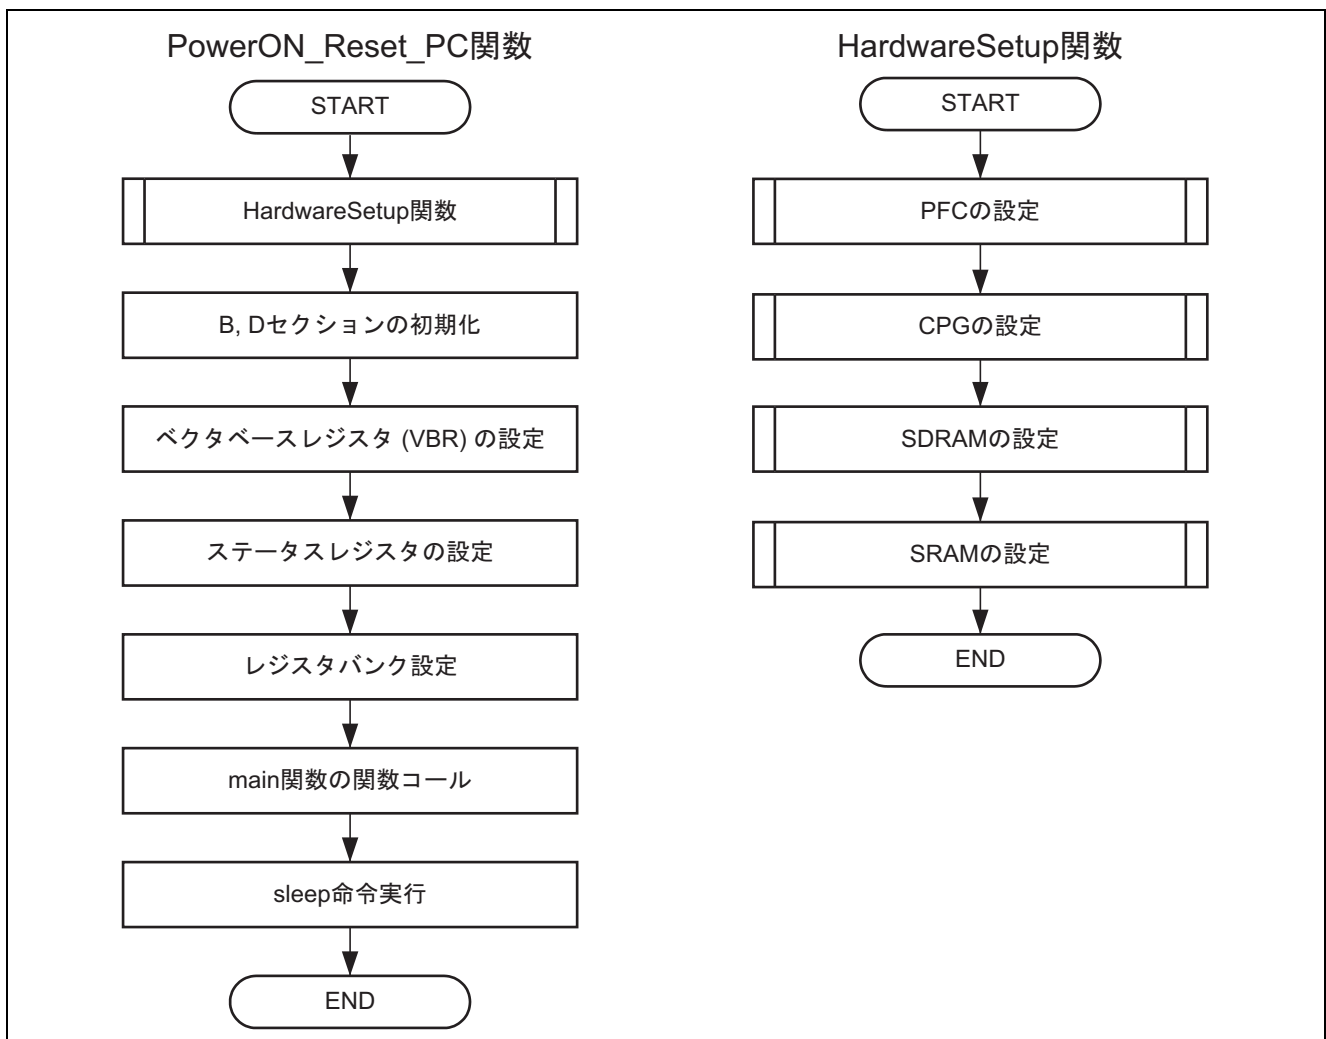 PowerON_Reset_PC関数
START
HardwareSetup関数
B, Dセクションの初期化
ベクタベースレジスタ (VBR) の設定
ステータスレジスタの設定
レジスタバンク設定
main関数の関数コール
sleep命令実行
END
HardwareSetup関数
START
PFCの設定
CPGの設定
SDRAMの設定
SRAMの設定
END